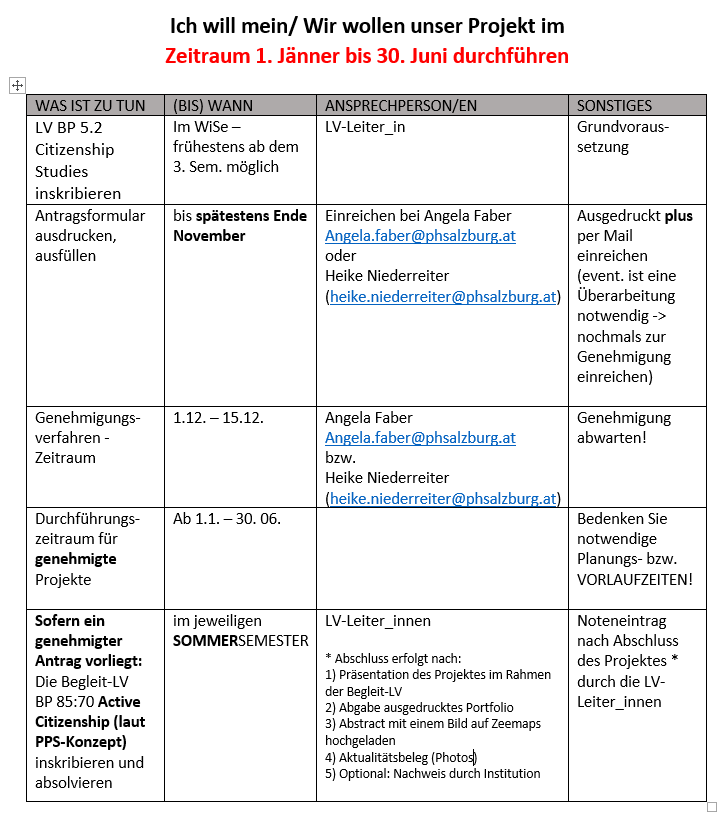 Ich will mein/ Wir wollen unser Projekt im
Zeitraum 1. Jänner bis 30. Juni durchführen
WAS IST ZU TUN
(BIS) WANN
ANSPRECHPERSON/EN
SONSTIGES
LV BP 5.2
Citizenship
Studies
inskribieren
Im WiSe –
frühestens ab dem
3. Sem. möglich
LV-Leiter_in
Grundvoraus-
setzung
Antragsformular
ausdrucken,
ausfüllen
bis spätestens Ende
November
Einreichen bei Angela Faber
Angela.faber@phsalzburg.at
oder
Heike Niederreiter
(heike.niederreiter@phsalzburg.at)
Ausgedruckt plus
per Mail
einreichen
(event. ist eine
Überarbeitung
notwendig ->
nochmals zur
Genehmigung
einreichen)
Genehmigungs-
verfahren -
Zeitraum
1.12. – 15.12.
Angela Faber
Angela.faber@phsalzburg.at
bzw.
Heike Niederreiter
(heike.niederreiter@phsalzburg.at)
Genehmigung
abwarten!
Durchführungs-
zeitraum für
genehmigte
Projekte
Ab 1.1. – 30. 06.
Bedenken Sie
notwendige
Planungs- bzw.
VORLAUFZEITEN!
Sofern ein
genehmigter
Antrag vorliegt:
Die Begleit-LV
BP 85:70 Active
Citizenship (laut
PPS-Konzept)
inskribieren und
absolvieren
im jeweiligen
SOMMERSEMESTER
LV-Leiter_innen
* Abschluss erfolgt nach:
1) Präsentation des Projektes im Rahmen
der Begleit-LV
2) Abgabe ausgedrucktes Portfolio
3) Abstract mit einem Bild auf Zeemaps
hochgeladen
4) Aktualitätsbeleg (Photos)
5) Optional: Nachweis durch Institution
Noteneintrag
nach Abschluss
des Projektes *
durch die LV-
Leiter_innen